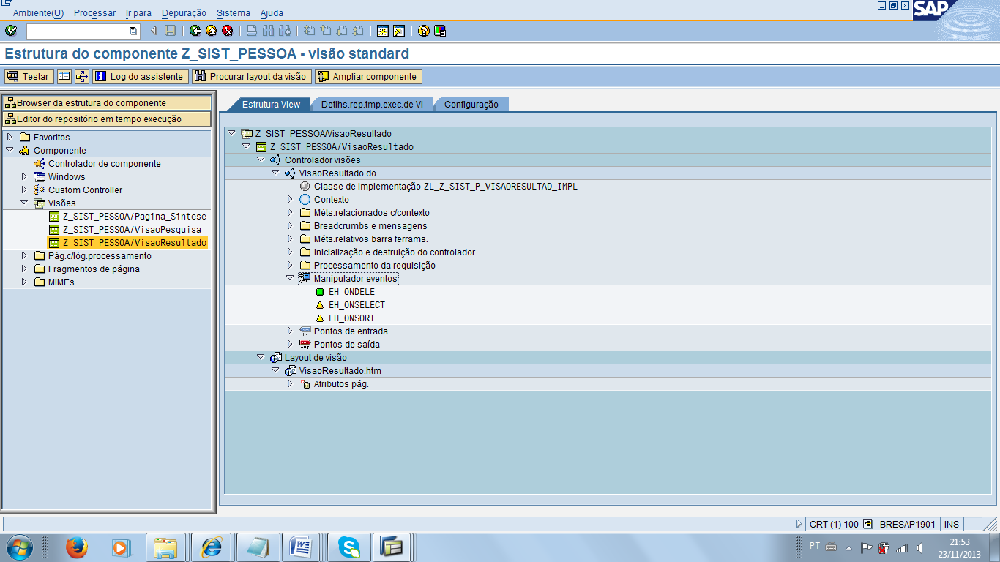 Ambiente(U) Processar Ir para Depuração Sistema Ajuda
SAP
Estrutura do componente Z_SIST_PESSOA - visão standard
Testar Log do assistente Procurar layout da visão Ampliar componente
Browser da estrutura do componente
Editor do repositório em tempo execução
Favoritos
Componente
Controlador de componente
Windows
Custom Controller
Visões
Z_SIST_PESSOA/Pagina_Sintese
Z_SIST_PESSOA/VisaoPesquisa
Z_SIST_PESSOA/VisaoResultado
Pág.c/lóg.processamento
Fragmentos de página
MIMEs
Estrutura View Detlhs.rep.tmp.exec.de Vi Configuração
Z_SIST_PESSOA/VisaoResultado
Z_SIST_PESSOA/VisaoResultado
Controlador visões
VisaoResultado.do
Classe de implementação ZL_Z_SIST_P_VISAORESULTAD_IMPL
Contexto
Méts.relacionados c/contexto
Breadcrumbs e mensagens
Méts.relativos barra ferrams.
Inicialização e destruição do controlador
Processamento da requisição
Manipulador eventos
EH_ONDELE
EH_ONSELECT
EH_ONSORT
IN Pontos de entrada
OUT Pontos de saída
Layout de visão
VisaoResultado.htm
Atributos pág.
CRT (1) 100 BRESAP1901 INS
PT 21:53
23/11/2013